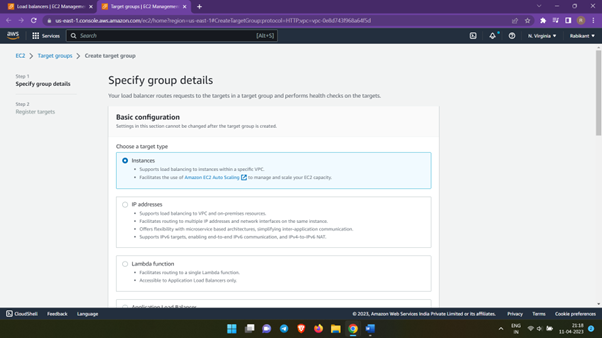 Load balancers | EC2 Manageme
Target groups | EC2 Managemen
us-east-1.console.aws.amazon.com/ec2/home?region=us-east-1#CreateTargetGroup:protocol=HTTP;vpc=vpc-0e6d743f968a64f5d
aws
Services
Search
[Alt+S]
N. Virginia
Rabikant
EC2 > Target groups > Create target group
Step 1
Specify group details
Step 2
Register targets
Specify group details
Your load balancer routes requests to the targets in a target group and performs health checks on the targets.
Basic configuration
Settings in this section cannot be changed after the target group is created.
Choose a target type
Instances
• Supports load balancing to instances within a specific VPC.
• Facilitates the use of Amazon EC2 Auto Scaling to manage and scale your EC2 capacity.
IP addresses
• Supports load balancing to VPC and on-premises resources.
• Facilitates routing to multiple IP addresses and network interfaces on the same instance.
• Offers flexibility with microservice based architectures, simplifying inter-application communication.
• Supports IPv6 targets, enabling end-to-end IPv6 communication, and IPv4-to-IPv6 NAT.
Lambda function
• Facilitates routing to a single Lambda function.
• Accessible to Application Load Balancers only.
Application Load Balancer
CloudShell
Feedback
Language
© 2023, Amazon Web Services India Private Limited or its affiliates.
Privacy
Terms
Cookie preferences
ENG
IN
21:18
11-04-2023